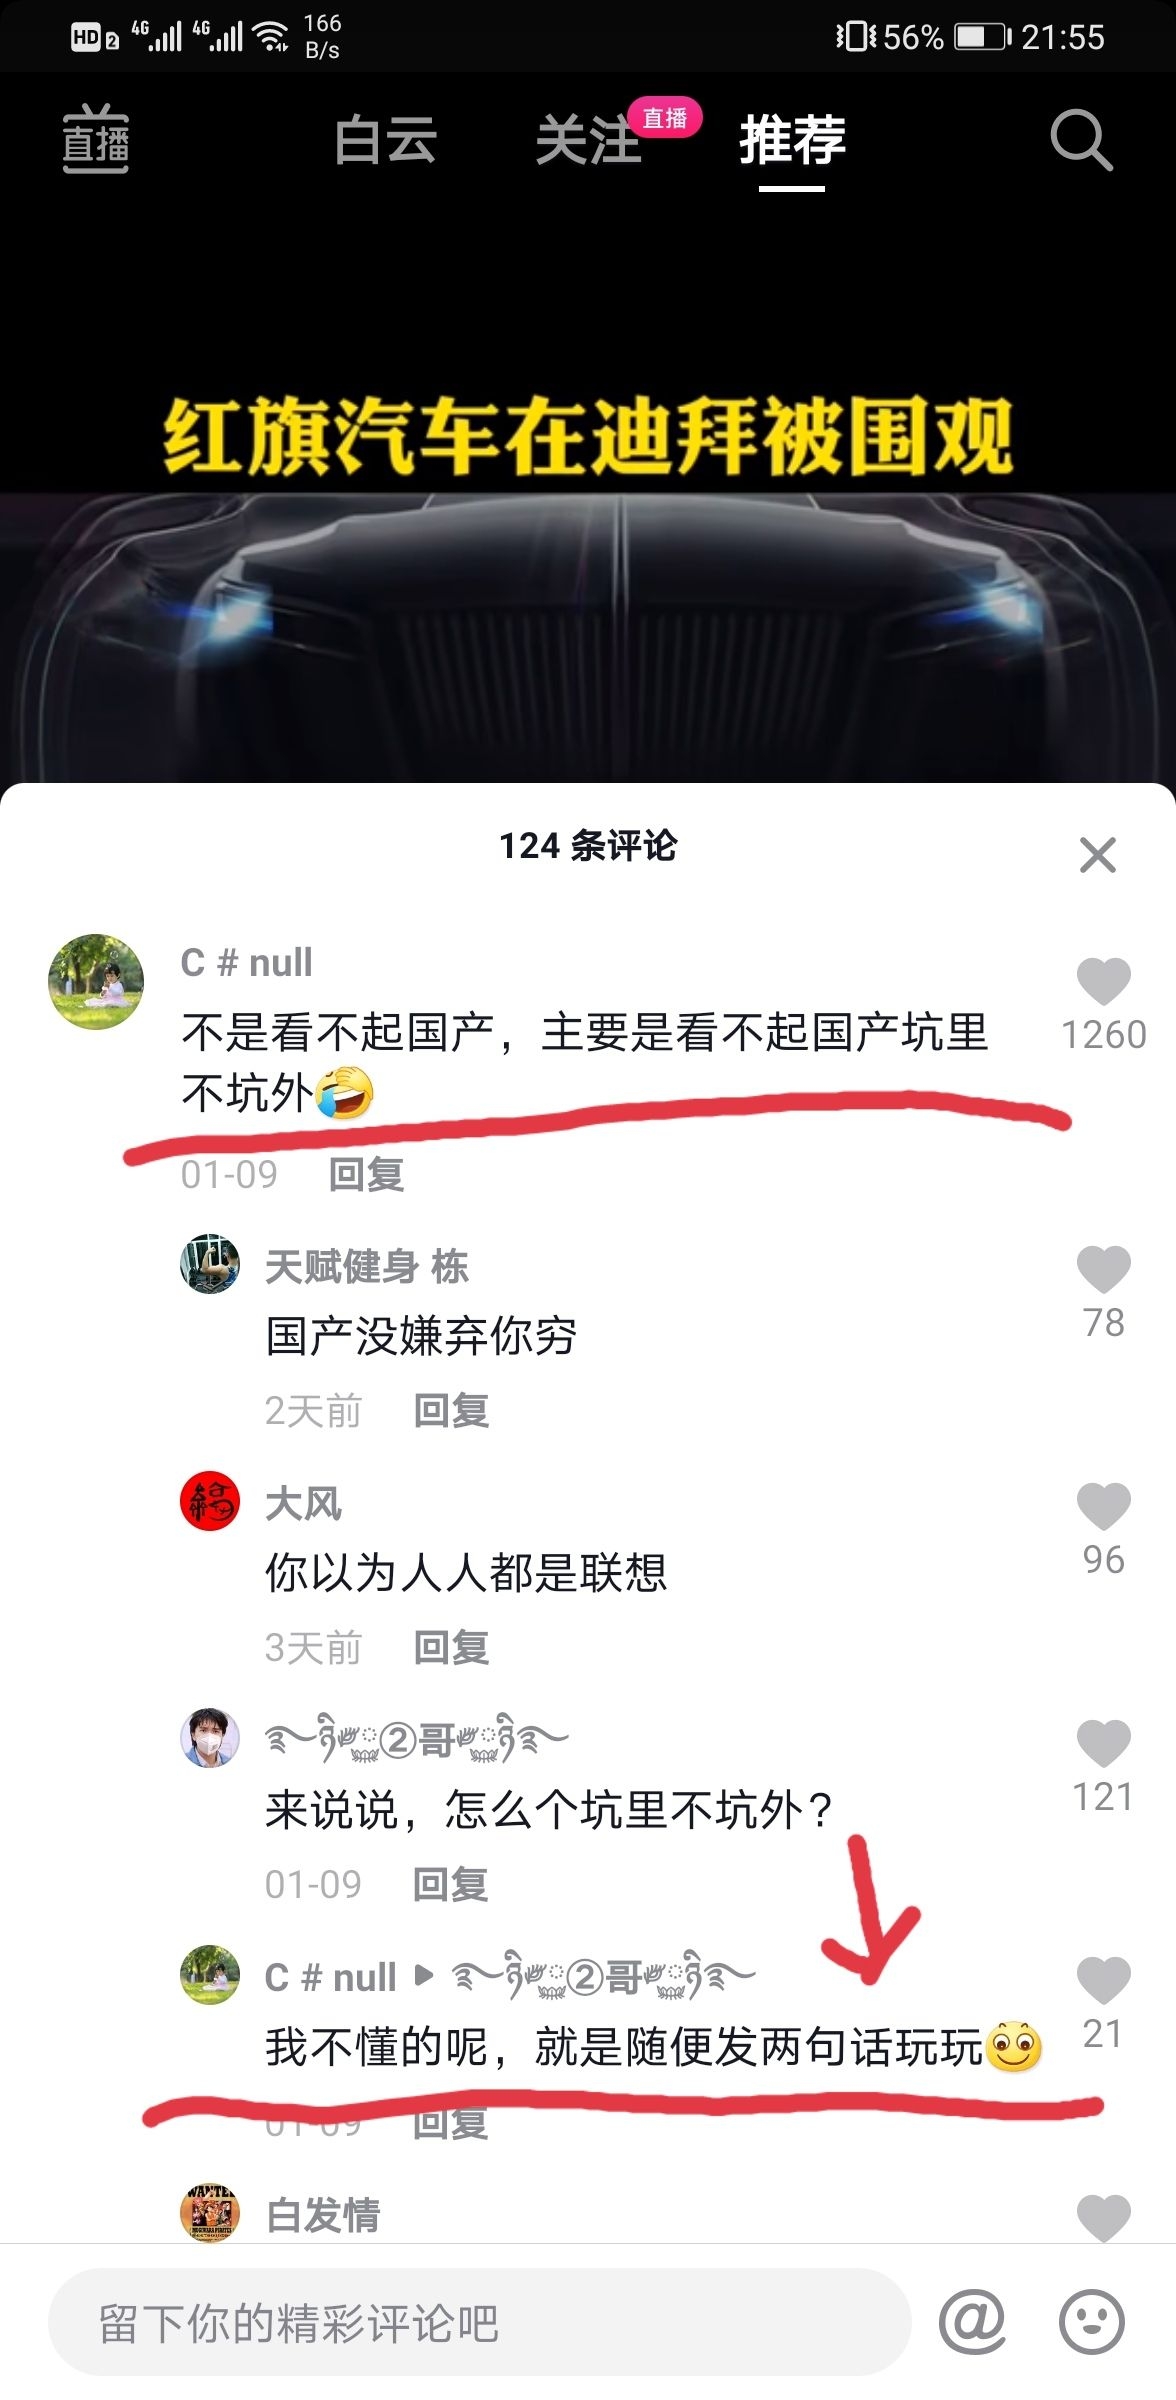 HD 2 4G 4G 166 B/s 56% 21:55
直播 白云 关注 直播 推荐
红旗汽车在迪拜被围观
124 条评论
C # null
不是看不起国产，主要是看不起国产坑里
不坑外
1260
01-09 回复
天赋健身 栋
国产没嫌弃你穷
78
2天前 回复
大风
你以为人人都是联想
96
3天前 回复
②哥
来说说，怎么个坑里不坑外？
121
01-09 回复
C # null ▶ ②哥
我不懂的呢，就是随便发两句话玩玩
21
01-09 回复
WANTED
白发情
留下你的精彩评论吧
@